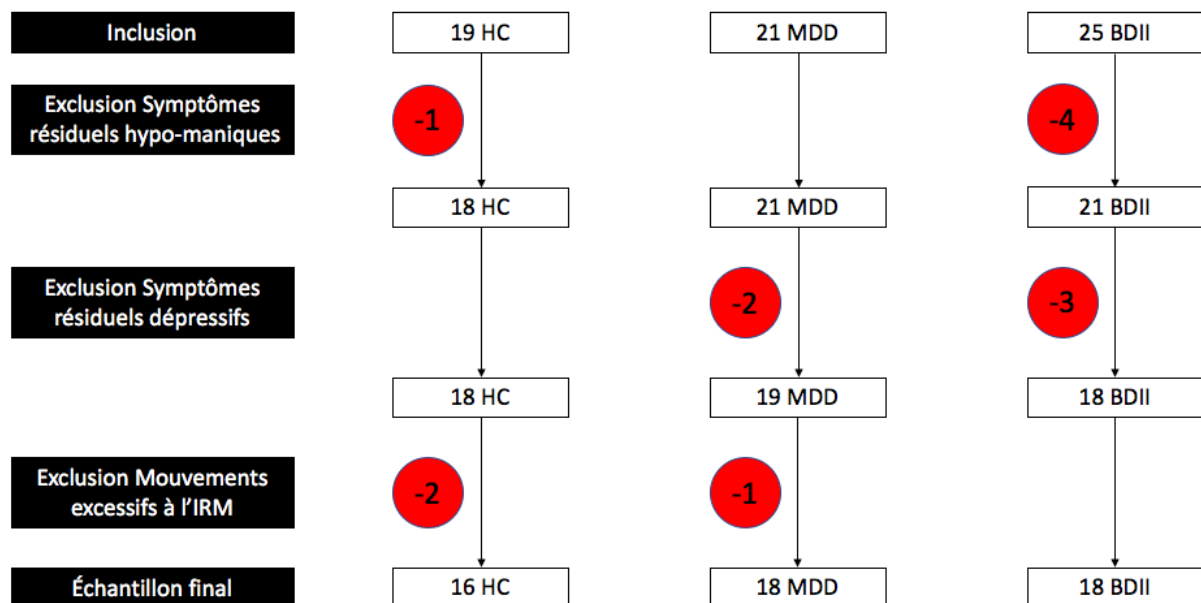 Inclusion
19 HC
21 MDD
25 BDII
Exclusion Symptômes
résiduels hypo-maniques
-1
-4
18 HC
21 MDD
21 BDII
Exclusion Symptômes
résiduels dépressifs
-2
-3
18 HC
19 MDD
18 BDII
Exclusion Mouvements
excessifs à l'IRM
-2
-1
Échantillon final
16 HC
18 MDD
18 BDII